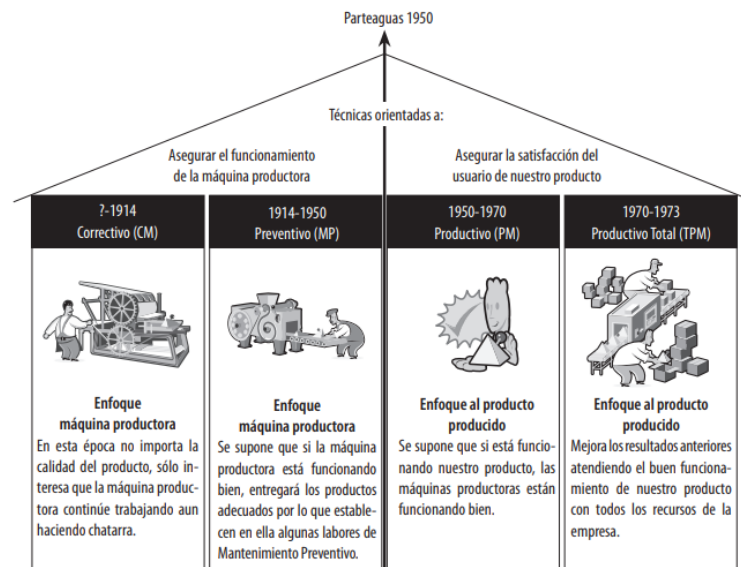 Parteaguas 1950
Técnicas orientadas a:
Asegurar el funcionamiento
de la máquina productora
Asegurar la satisfacción del
usuario de nuestro producto
?-1914
Correctivo (CM)
Enfoque
máquina productora
En esta época no importa la
calidad del producto, sólo in-
teresa que la máquina produc-
tora continúe trabajando aun
haciendo chatarra.
1914-1950
Preventivo (MP)
Enfoque
máquina productora
Se supone que si la máquina
productora está funcionando
bien, entregará los productos
adecuados por lo que estable-
cen en ella algunas labores de
Mantenimiento Preventivo.
1950-1970
Productivo (PM)
Enfoque al producto
producido
Se supone que si está funcio-
nando nuestro producto, las
máquinas productoras están
funcionando bien.
1970-1973
Productivo Total (TPM)
Enfoque al producto
producido
Mejora los resultados anteriores
atendiendo el buen funciona-
miento de nuestro producto
con todos los recursos de la
empresa.